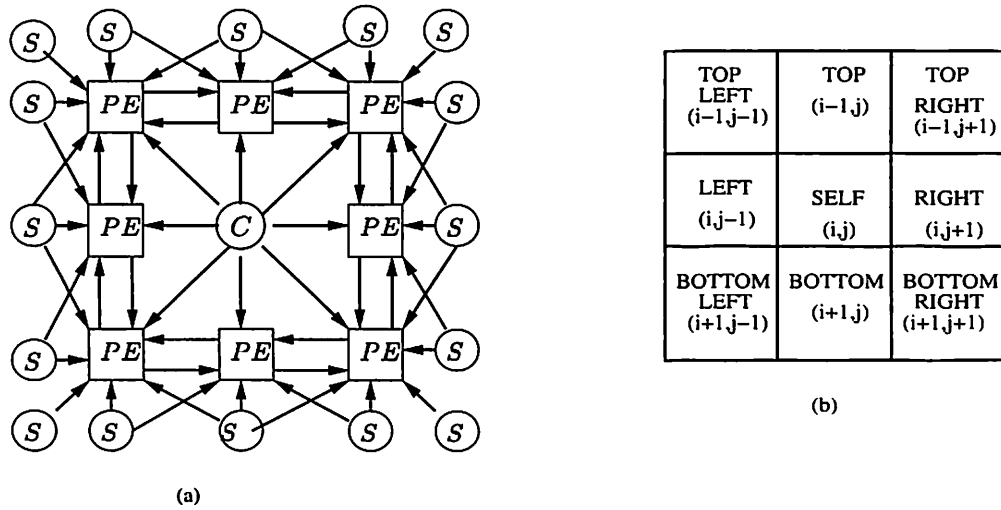 S S S S S
S PE PE PE S
S PE C PE S
S PE PE PE S
S S S S S
(a)
TOP LEFT (i-1,j-1)
TOP (i-1,j)
TOP RIGHT (i-1,j+1)
LEFT (i,j-1)
SELF (i,j)
RIGHT (i,j+1)
BOTTOM LEFT (i+1,j-1)
BOTTOM (i+1,j)
BOTTOM RIGHT (i+1,j+1)
(b)